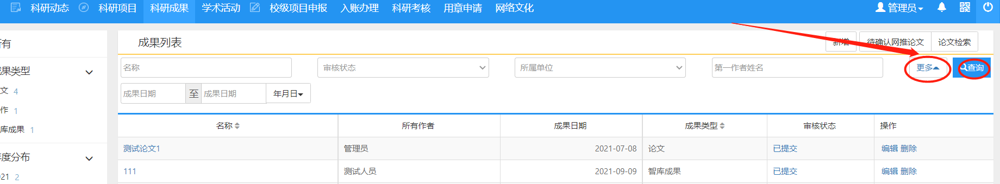 科研动态 科研项目 科研成果 学术活动 校级项目申报 入账办理 科研考核 用章申请 网络文化 管理员
成果列表 新增 待确认网推论文 论文检索
名称 审核状态 所属单位 第一作者姓名 更多 查询
成果日期 至 成果日期 年月日
有
果类型
文 4
作 1
库成果 1
度分布
21 2
名称 所有作者 成果日期 成果类型 审核状态 操作
测试论文1 管理员 2021-07-08 论文 已提交 编辑 删除
111 测试人员 2021-09-09 智库成果 已提交 编辑 删除